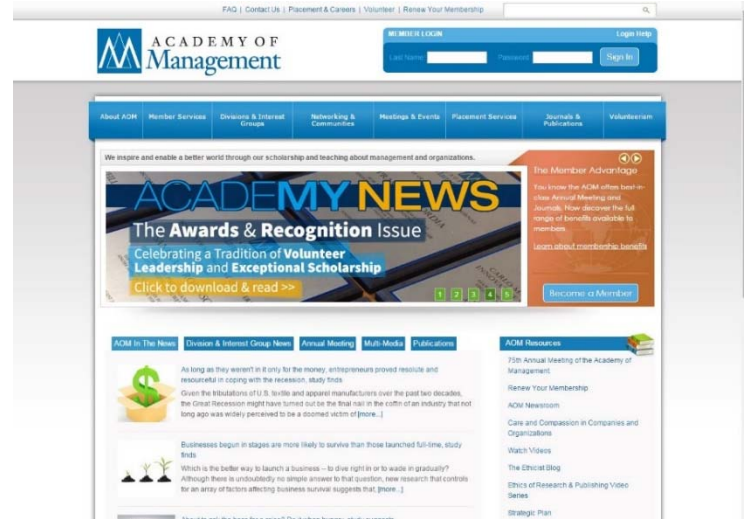 FAQ | Contact Us | Placement & Careers | Volunteer | Renew Your Membership
ACADEMY OF
Management
MEMBER LOGIN
Login Help
Last Name
Password
Sign In
About AOM
Member Services
Divisions & Interest
Groups
Networking &
Communities
Meetings & Events
Placement Services
Journals &
Publications
Volunteerism
We inspire and enable a better world through our scholarship and teaching about management and organizations.
ACADEMY NEWS
The Awards & Recognition Issue
Celebrating a Tradition of Volunteer
Leadership and Exceptional Scholarship
Click to download & read >>
1 2 3 4 5
The Member Advantage
You know the AOM offers best-in-
class Annual Meeting and
Journals. Now discover the full
range of benefits available to
members.
Learn about membership benefits
Become a Member
AOM In The News
Division & Interest Group News
Annual Meeting
Multi-Media
Publications
As long as they weren't in it only for the money, entrepreneurs proved resolute and
resourceful in coping with the recession, study finds
Given the tribulations of U.S. textile and apparel manufacturers over the past two decades,
the Great Recession might have turned out be the final nail in the coffin of an industry that not
long ago was widely perceived to be a doomed victim of [more...]
Businesses begun in stages are more likely to survive than those launched full-time, study
finds
Which is the better way to launch a business – to dive right in or to wade in gradually?
Although there is undoubtedly no simple answer to that question, new research that controls
for an array of factors affecting business survival suggests that, [more...]
AOM Resources
75th Annual Meeting of the Academy of
Management
Renew Your Membership
AOM Newsroom
Care and Compassion in Companies and
Organizations
Watch Videos
The Ethicist Blog
Ethics of Research & Publishing Video
Series
Strategic Plan